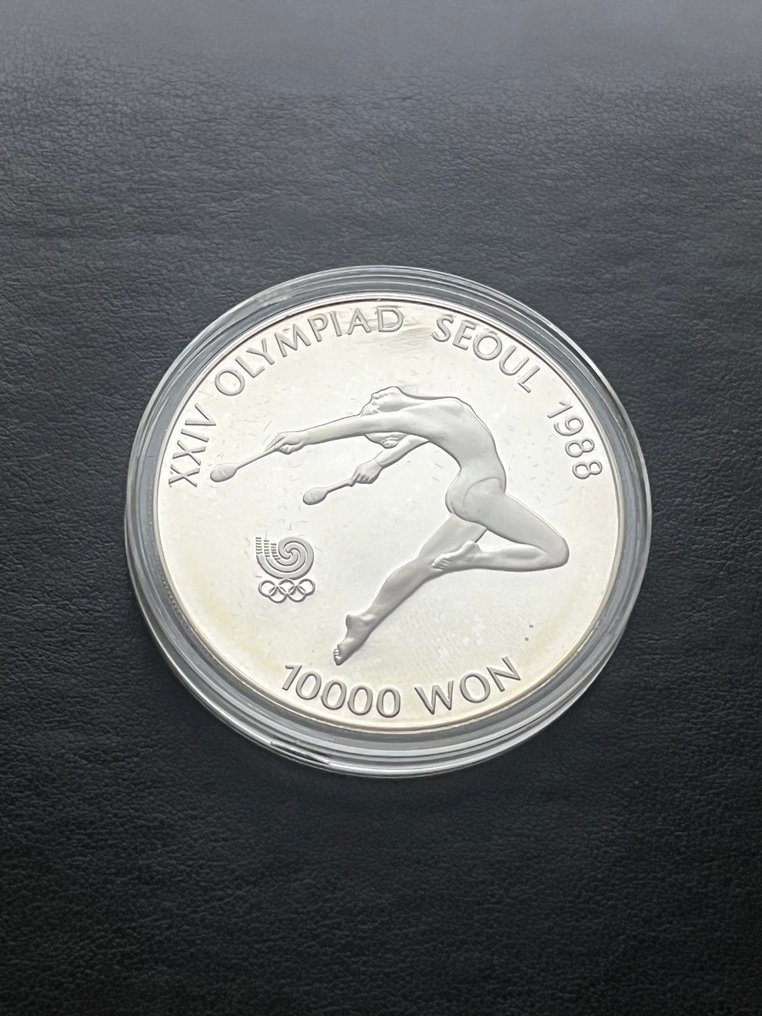 XXIV OLYMPIAD SEOUL 1988
10000 WON